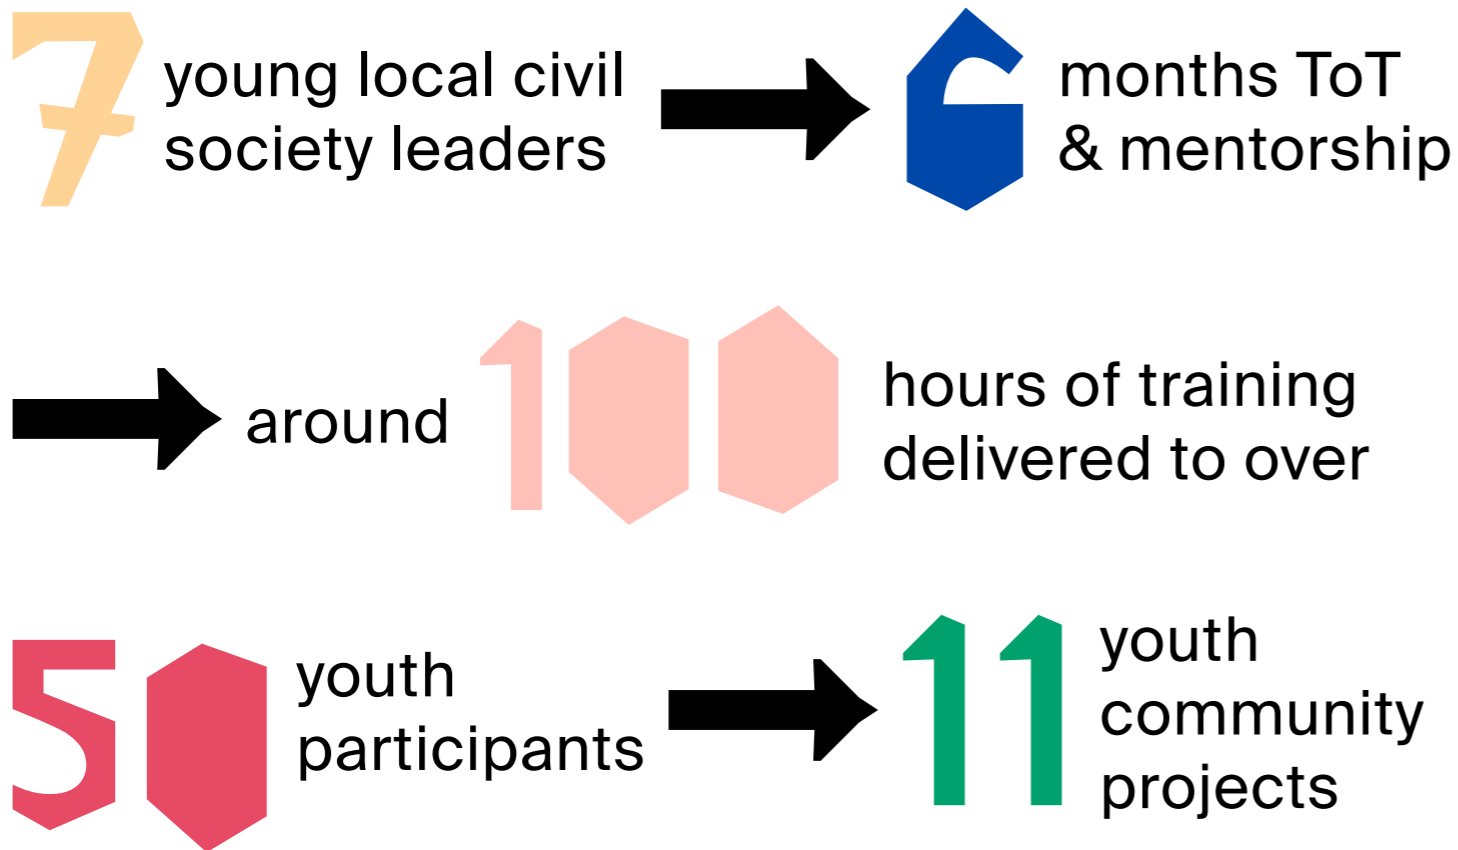 7 young local civil
society leaders
6 months ToT
& mentorship
around 100 hours of training
delivered to over
50 youth
participants
11 youth
community
projects